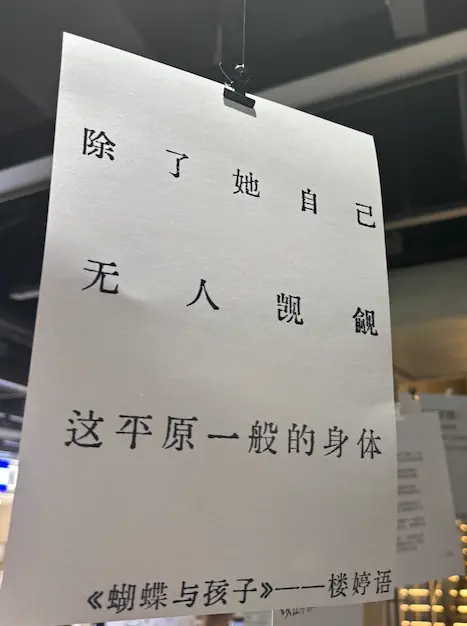 除了她自己
无人觊觎
这平原一般的身体
《蝴蝶与孩子》——楼婷语